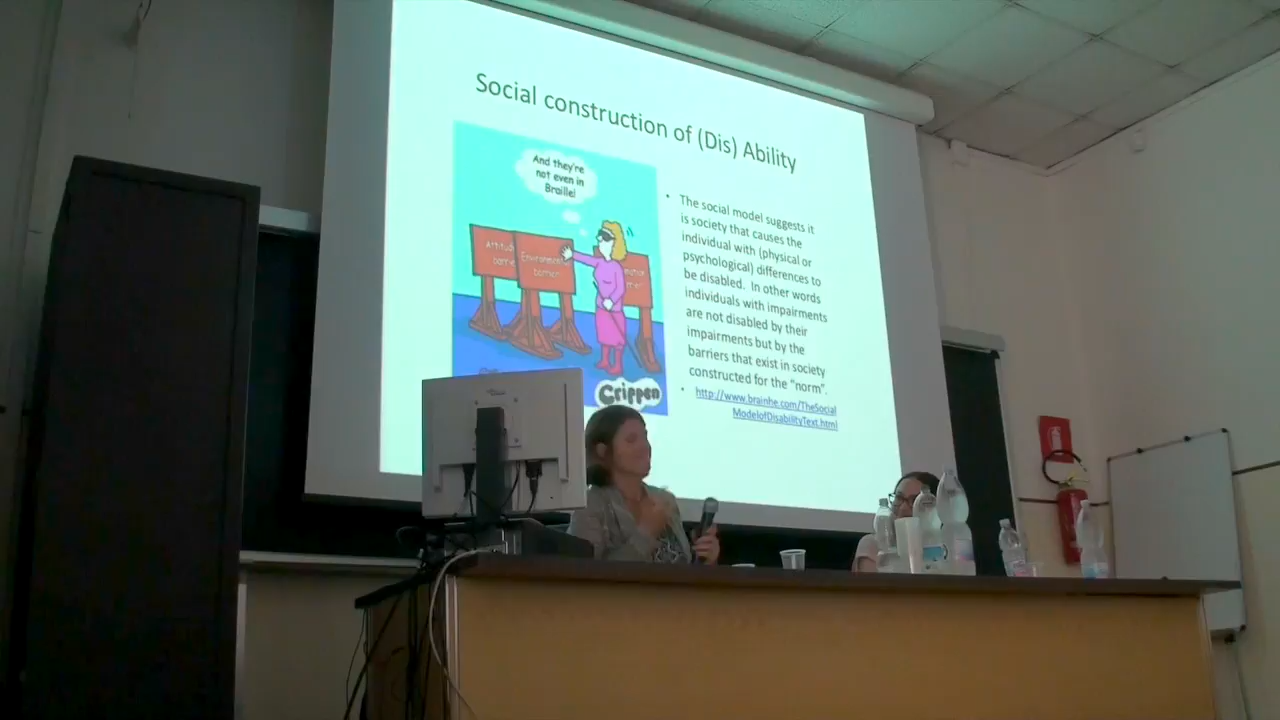 Social construction of (Dis) Ability
And they're
not even in
Braille!
Environmental
barrier
• The social model suggests it
is society that causes the
individual with (physical or
psychological) differences to
be disabled. In other words
individuals with impairments
are not disabled by their
impairments but by the
barriers that exist in society
constructed for the "norm".
• http://www.brainhe.com/TheSocial
ModelofDisabilityText.html
Crippen